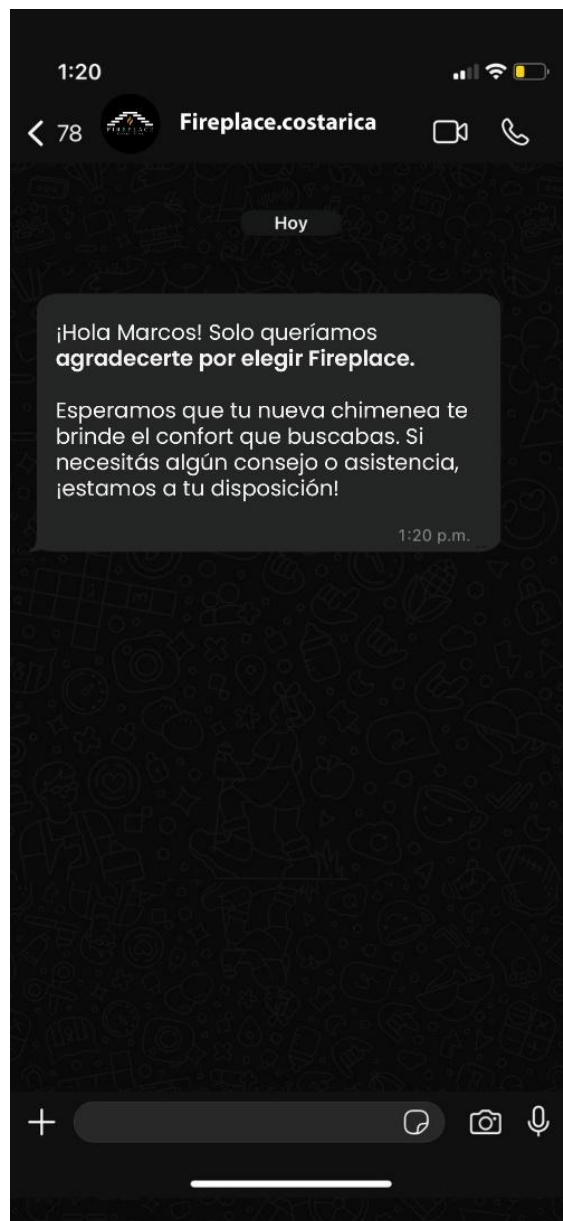 1:20
78
FIREPLACE
Fireplace.costarica
Hoy
¡Hola Marcos! Solo queríamos
agradecerte por elegir Fireplace.
Esperamos que tu nueva chimenea te
brinde el confort que buscabas. Si
necesitás algún consejo o asistencia,
¡estamos a tu disposición!
1:20 p.m.